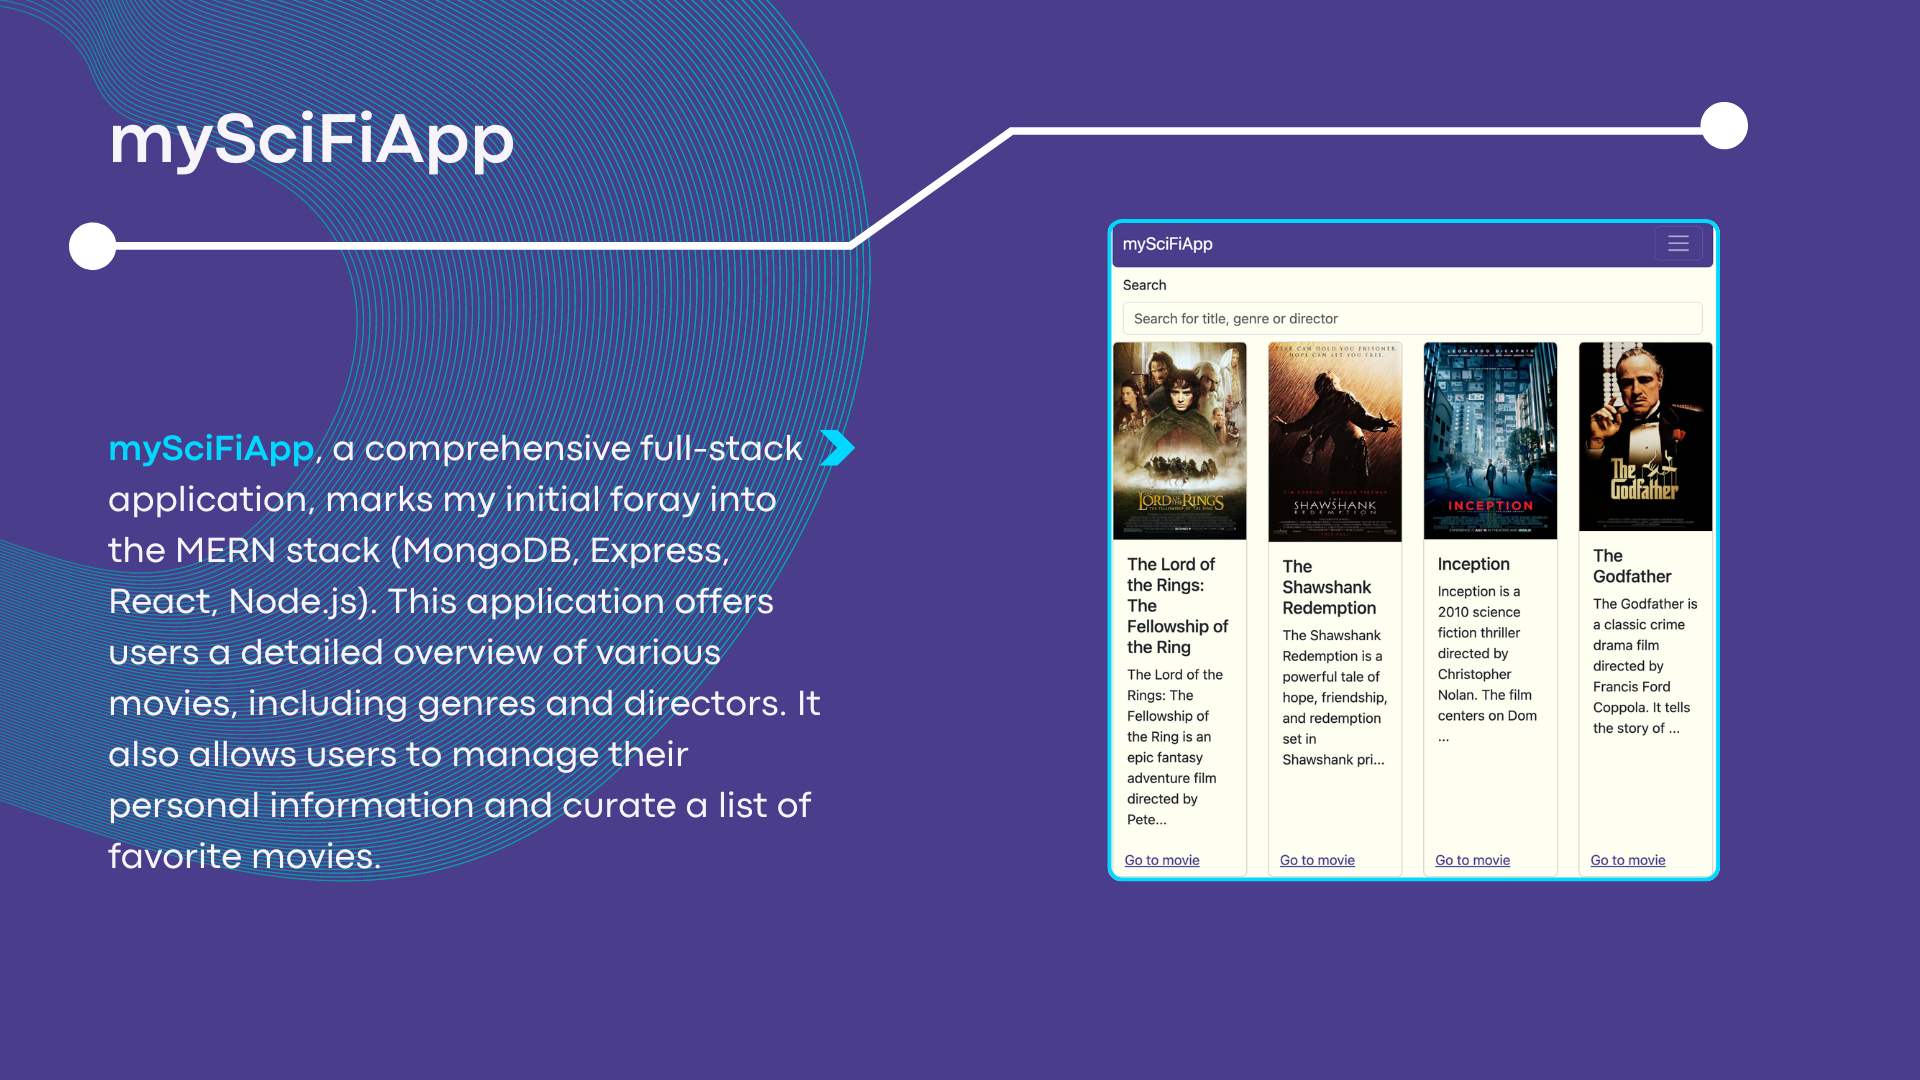 mySciFiApp
mySciFiApp, a comprehensive full-stack
application, marks my initial foray into
the MERN stack (MongoDB, Express,
React, Node.js). This application offers
users a detailed overview of various
movies, including genres and directors. It
also allows users to manage their
personal information and curate a list of
favorite movies.
mySciFiApp
Search
Search for title, genre or director
THE LORD OF THE RINGS
THE FELLOWSHIP OF THE RING
The Lord of
the Rings:
The
Fellowship of
the Ring
The Lord of the
Rings: The
Fellowship of
the Ring is an
epic fantasy
adventure film
directed by
Pete...
Go to movie
FEAR CAN HOLD YOU PRISONER.
HOPE CAN SET YOU FREE.
TIM ROBBINS MORGAN FREEMAN
THE
SHAWSHANK
REDEMPTION
The
Shawshank
Redemption
The Shawshank
Redemption is a
powerful tale of
hope, friendship,
and redemption
set in
Shawshank pri...
Go to movie
LEONARDO DICAPRIO
INCEPTION
Inception
Inception is a
2010 science
fiction thriller
directed by
Christopher
Nolan. The film
centers on Dom
...
Go to movie
The
Godfather
The
Godfather
The Godfather is
a classic crime
drama film
directed by
Francis Ford
Coppola. It tells
the story of ...
Go to movie